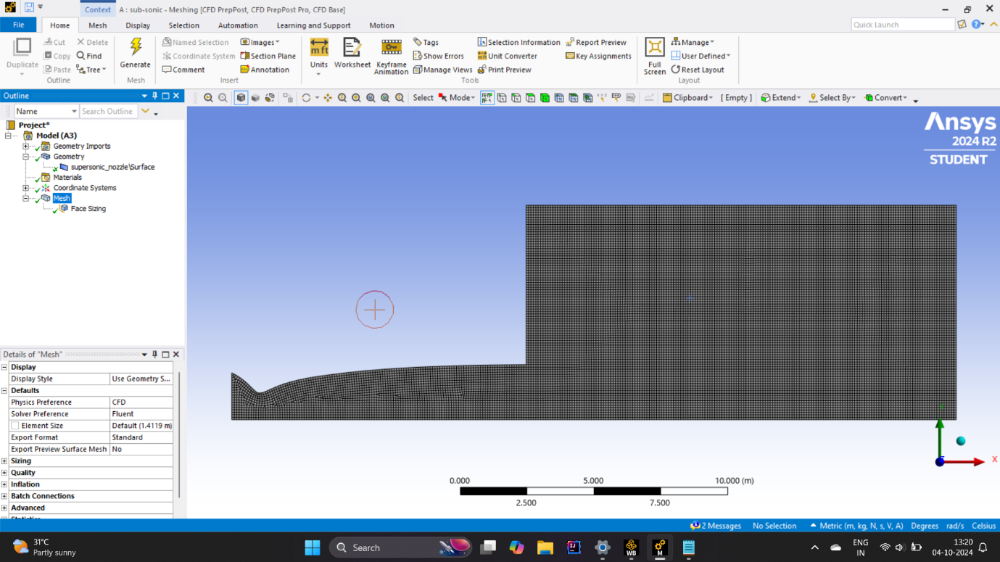 Context
A : sub-sonic - Meshing [CFD PrepPost, CFD PrepPost Pro, CFD Base]
File
Home
Mesh
Display
Selection
Automation
Learning and Support
Motion
Quick Launch
Duplicate
Cut
Delete
Copy
Find
Paste
Tree
Outline
Generate
Mesh
Named Selection
Images
Coordinate System
Section Plane
Comment
Annotation
Insert
mft
Units
Worksheet
Keyframe
Animation
Tags
Selection Information
Report Preview
Show Errors
Unit Converter
Key Assignments
Manage Views
Print Preview
Tools
Full
Screen
Manage
User Defined
Reset Layout
Layout
Outline
Select
Mode
Clipboard
[ Empty ]
Extend
Select By
Convert
Name
Search Outline
Project*
Model (A3)
Geometry Imports
Geometry
supersonic_nozzle\Surface
Materials
Coordinate Systems
Mesh
Face Sizing
Ansys
2024 R2
STUDENT
Details of "Mesh"
Display
Display Style
Use Geometry S...
Defaults
Physics Preference
CFD
Solver Preference
Fluent
Element Size
Default (1.4119 m)
Export Format
Standard
Export Preview Surface Mesh
No
Sizing
Quality
Inflation
Batch Connections
Advanced
Statistics
X
0.000
5.000
10.000 (m)
2.500
7.500
2 Messages
No Selection
Metric (m, kg, N, s, V, A)
Degrees
rad/s
Celsius
31°C
Partly sunny
Search
WB
M
ENG
IN
13:20
04-10-2024